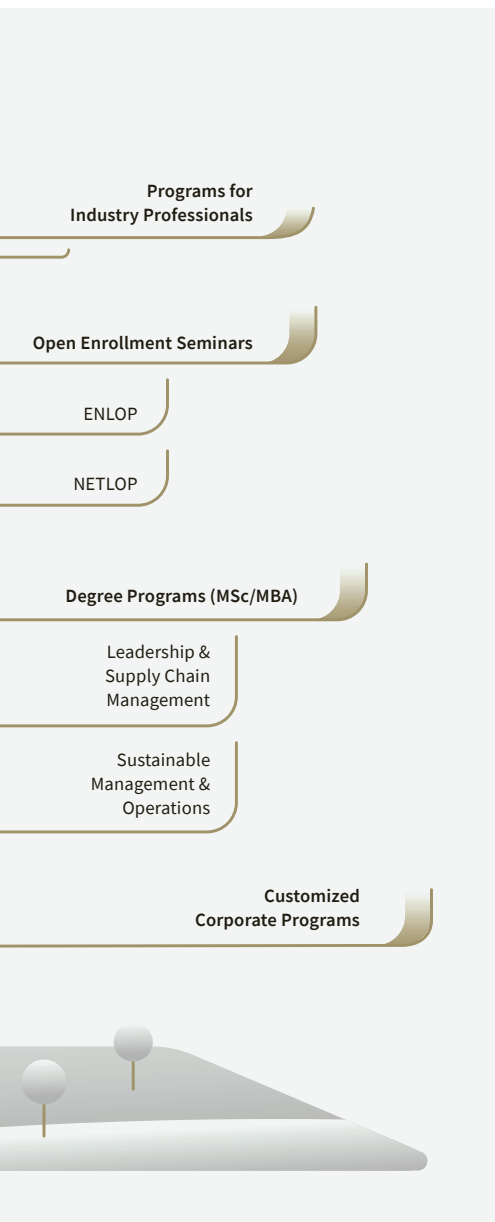 Programs for
Industry Professionals
Open Enrollment Seminars
ENLOP
NETLOP
Degree Programs (MSc/MBA)
Leadership &
Supply Chain
Management
Sustainable
Management &
Operations
Customized
Corporate Programs